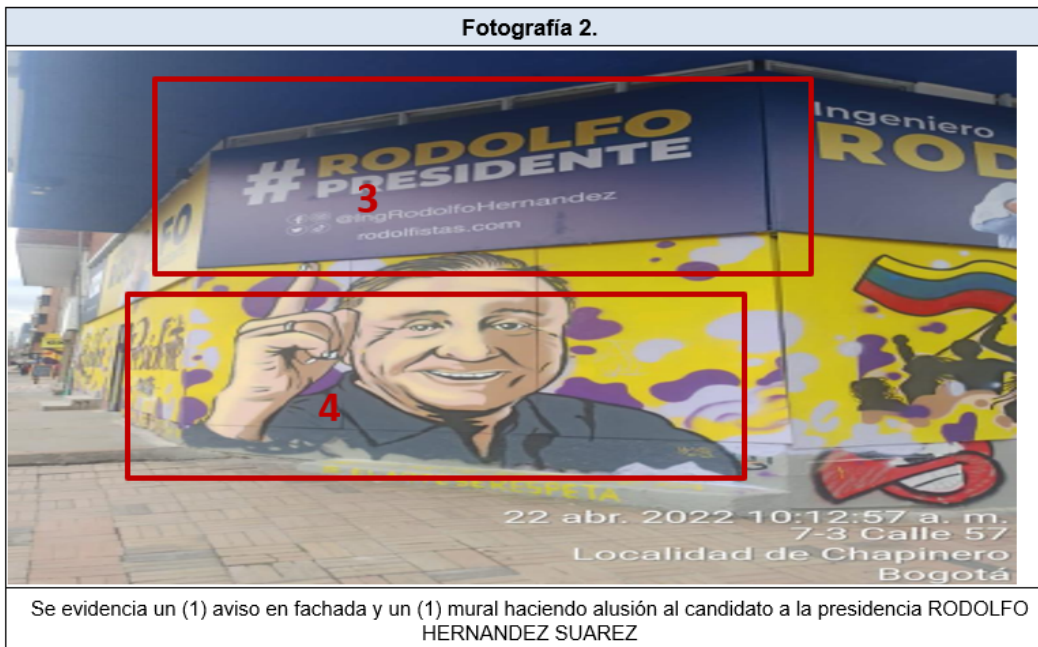 Fotografía 2.
#RODOLFO
PRESIDENTE
3
@IngRodolfoHernandez
rodolfistas.com
Ingeniero
ROD
4
22 abr. 2022 10:12:57 a. m.
7-3 Calle 57
Localidad de Chapinero
Bogotá
Se evidencia un (1) aviso en fachada y un (1) mural haciendo alusión al candidato a la presidencia RODOLFO
HERNANDEZ SUAREZ